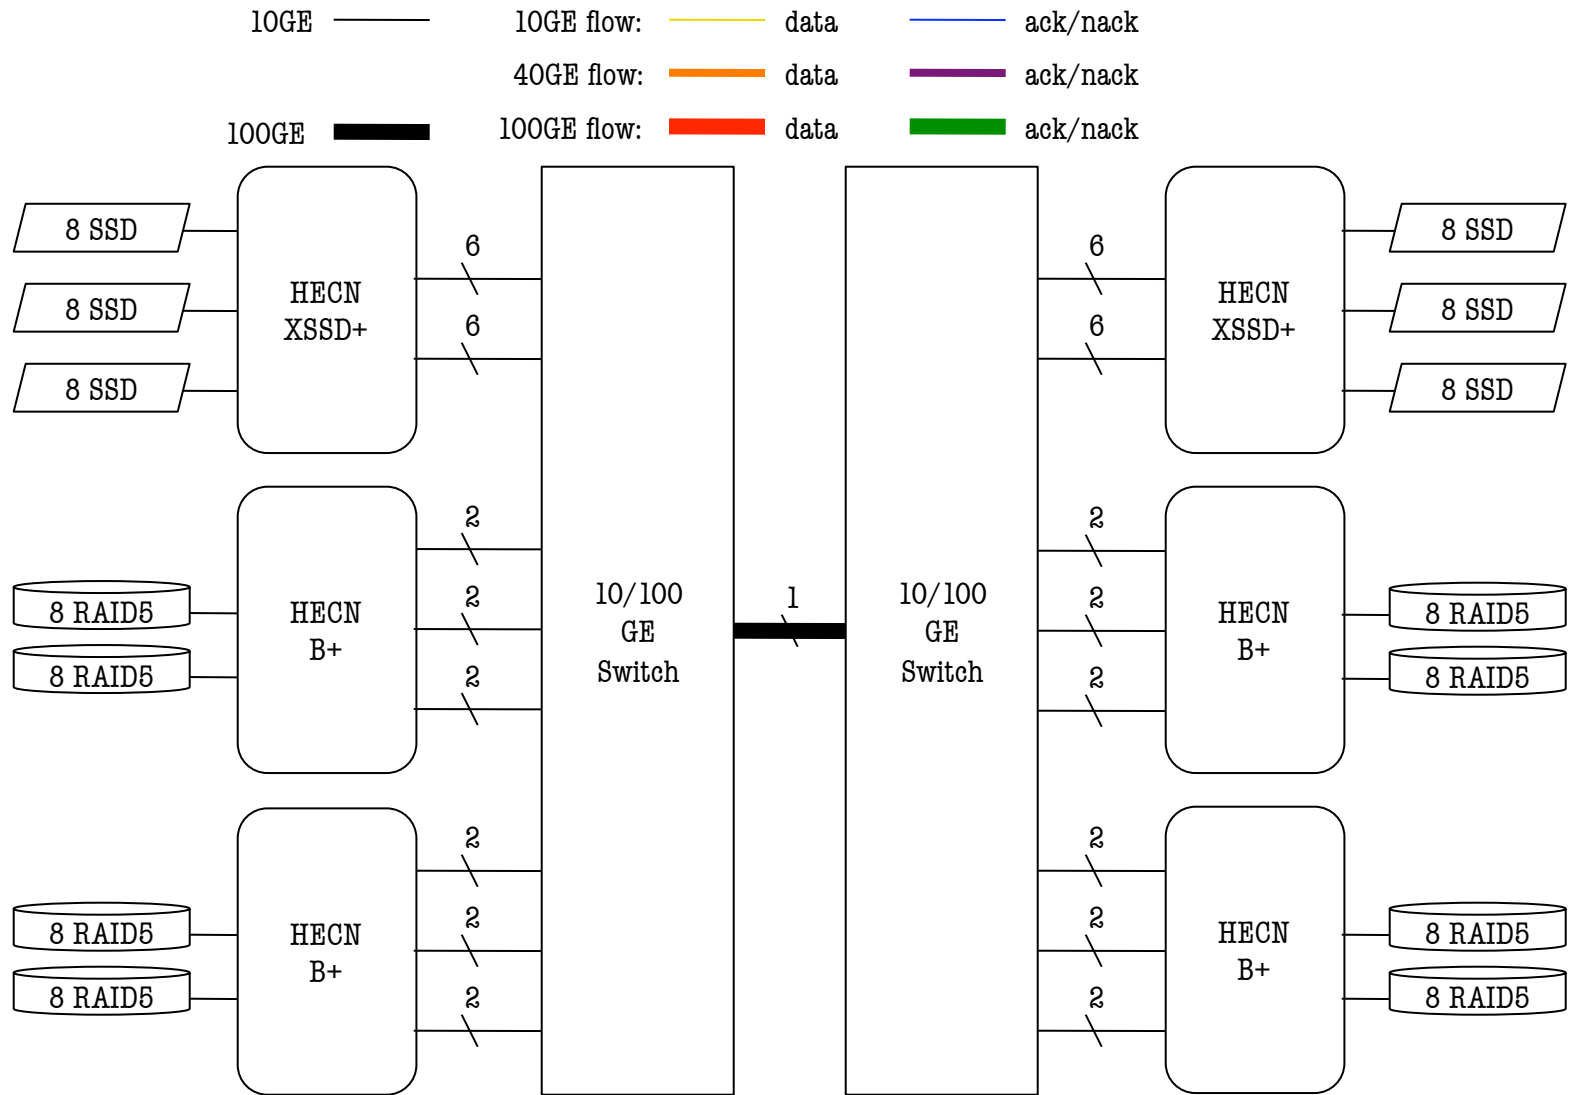 10GE
10GE flow: data ack/nack
40GE flow: data ack/nack
100GE
100GE flow: data ack/nack
8 SSD
8 SSD
8 SSD
HECN
XSSD+
6
6
8 RAID5
8 RAID5
HECN
B+
2
2
2
8 RAID5
8 RAID5
HECN
B+
2
2
2
10/100
GE
Switch
1
10/100
GE
Switch
6
6
HECN
XSSD+
8 SSD
8 SSD
8 SSD
2
2
2
HECN
B+
8 RAID5
8 RAID5
2
2
2
HECN
B+
8 RAID5
8 RAID5